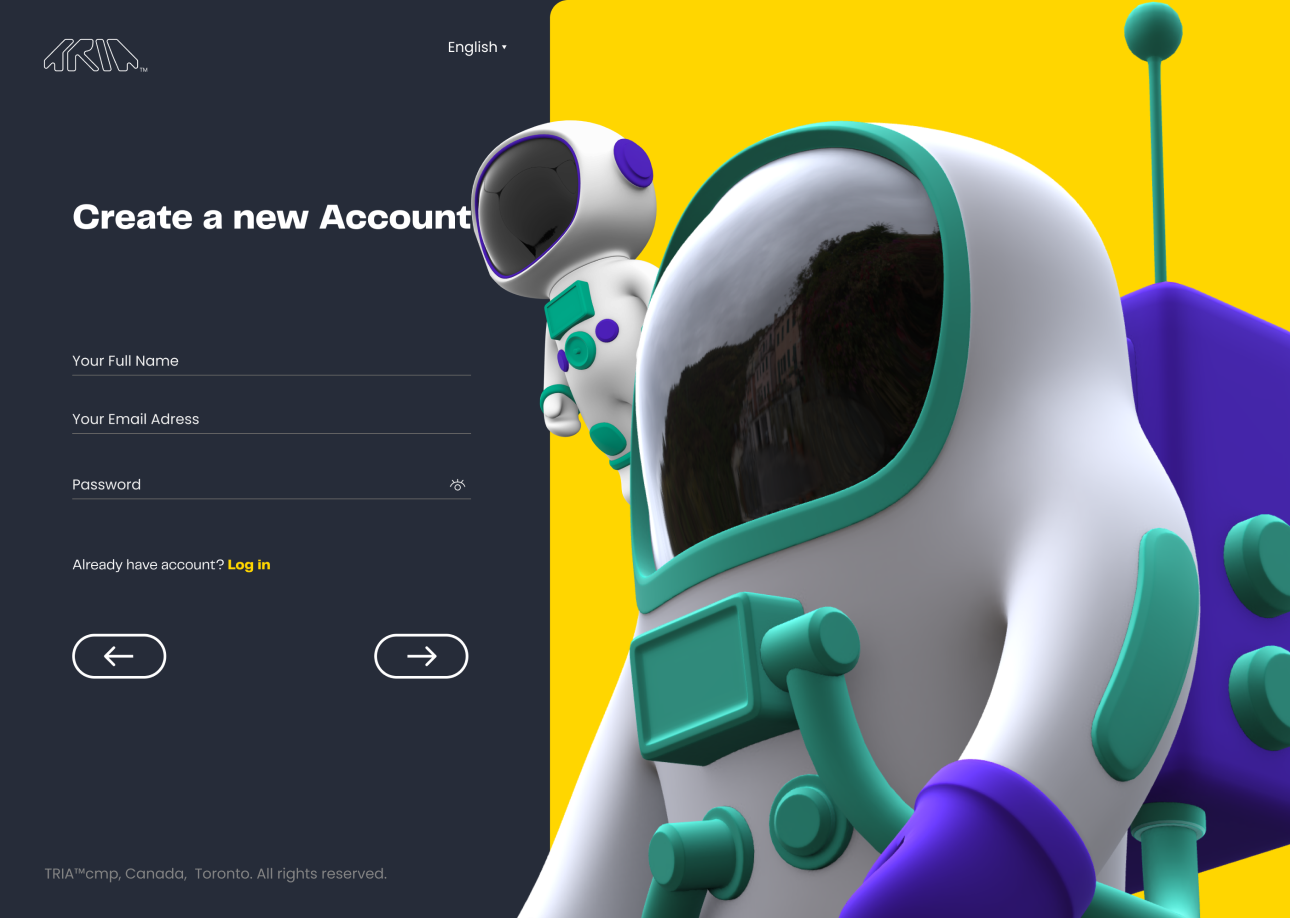 TRIA™
English ▾
Create a new Account
Your Full Name
Your Email Adress
Password
Already have account? Log in
TRIA™cmp, Canada, Toronto. All rights reserved.